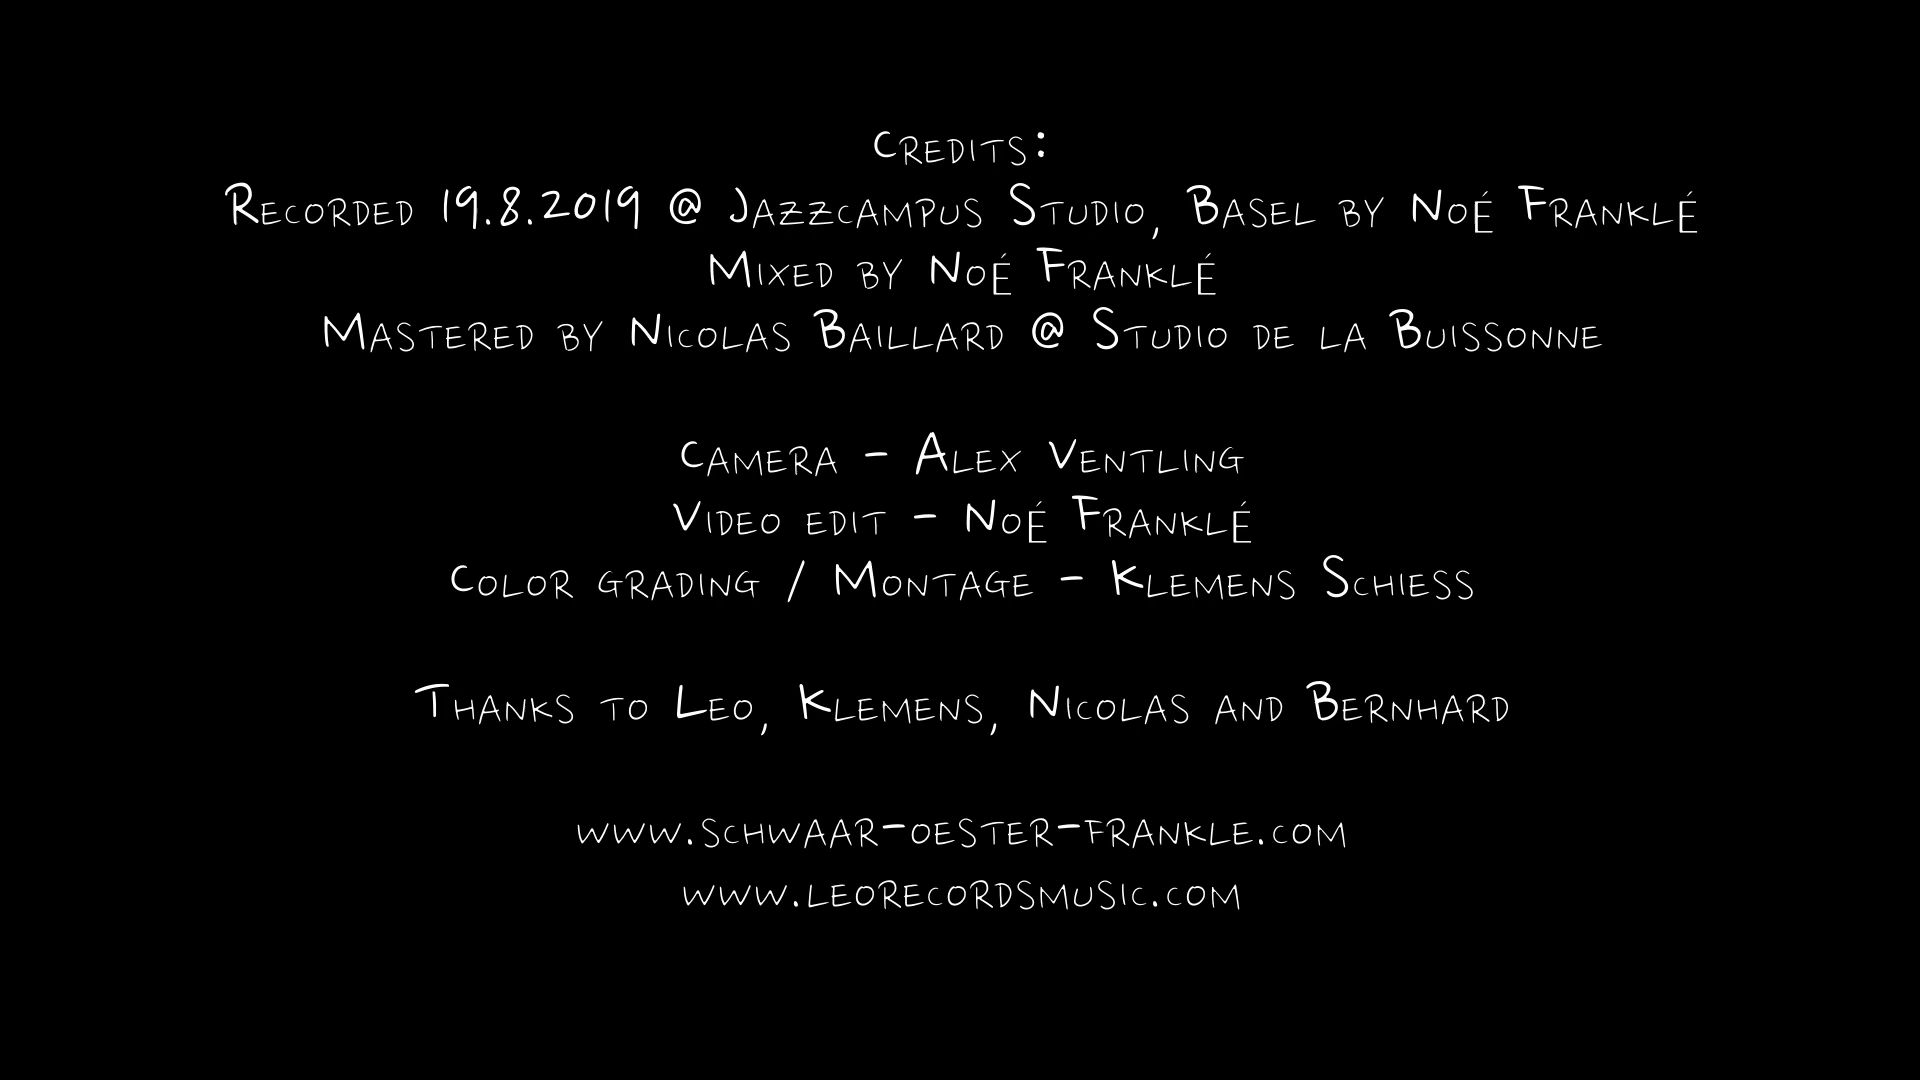 Credits:
Recorded 19.8.2019 @ Jazzcampus Studio, Basel by Noé Franklé
Mixed by Noé Franklé
Mastered by Nicolas Baillard @ Studio de la Buissonne
Camera - Alex Ventling
Video edit - Noé Franklé
Color grading / Montage - Klemens Schiess
Thanks to Leo, Klemens, Nicolas and Bernhard
www.schwaar-oester-frankle.com
www.leorecordsmusic.com